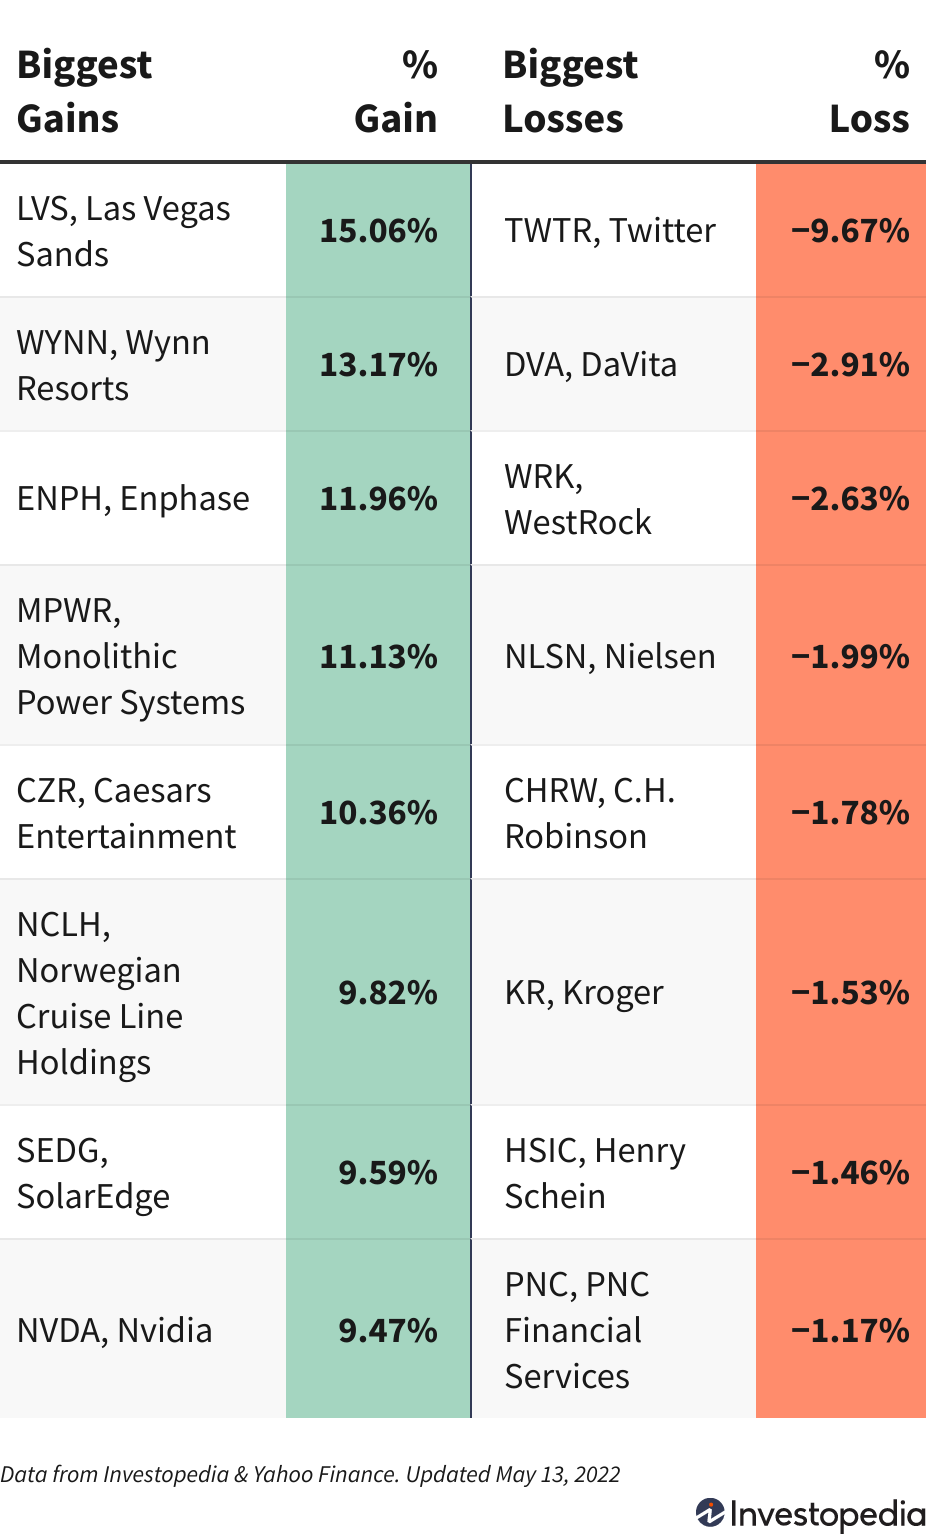 Biggest Gains % Gain Biggest Losses % Loss
LVS, Las Vegas Sands 15.06% TWTR, Twitter −9.67%
WYNN, Wynn Resorts 13.17% DVA, DaVita −2.91%
ENPH, Enphase 11.96% WRK, WestRock −2.63%
MPWR, Monolithic Power Systems 11.13% NLSN, Nielsen −1.99%
CZR, Caesars Entertainment 10.36% CHRW, C.H. Robinson −1.78%
NCLH, Norwegian Cruise Line Holdings 9.82% KR, Kroger −1.53%
SEDG, SolarEdge 9.59% HSIC, Henry Schein −1.46%
NVDA, Nvidia 9.47% PNC, PNC Financial Services −1.17%
Data from Investopedia & Yahoo Finance. Updated May 13, 2022
Investopedia